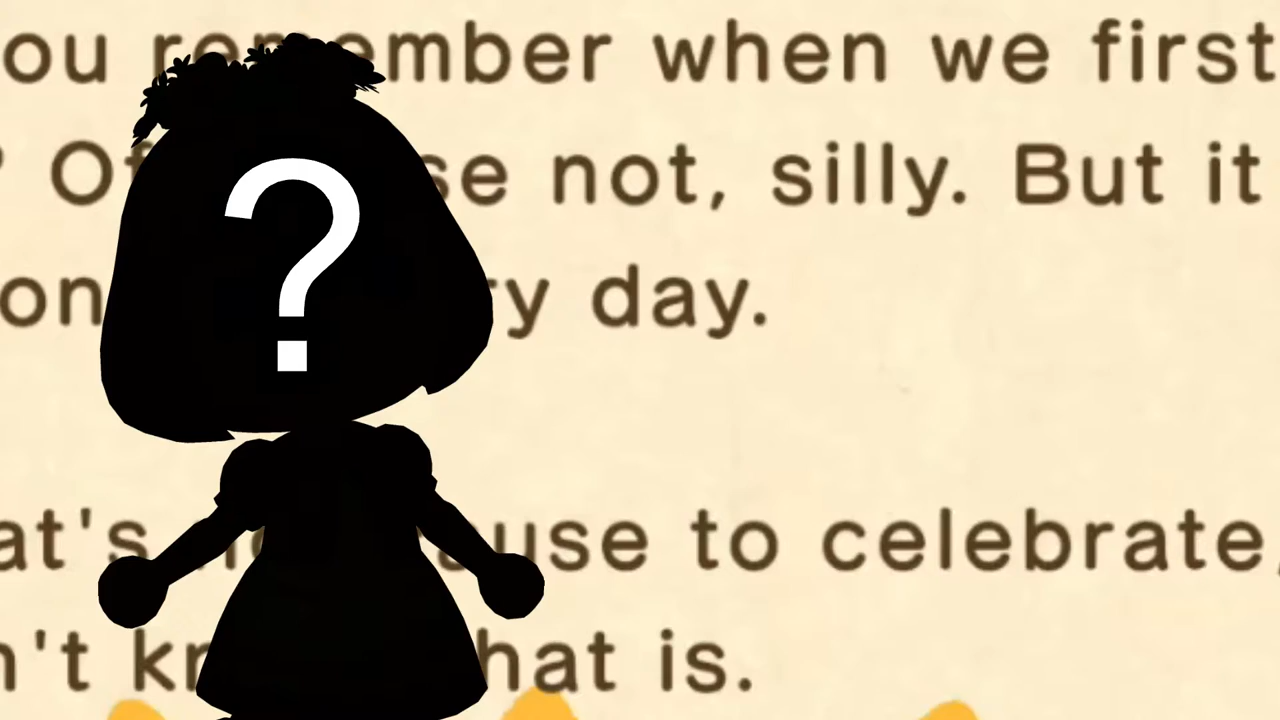 ou remember when we first
? Of se not, silly. But it
on y day.
?
at's use to celebrate,
n't kn hat is.